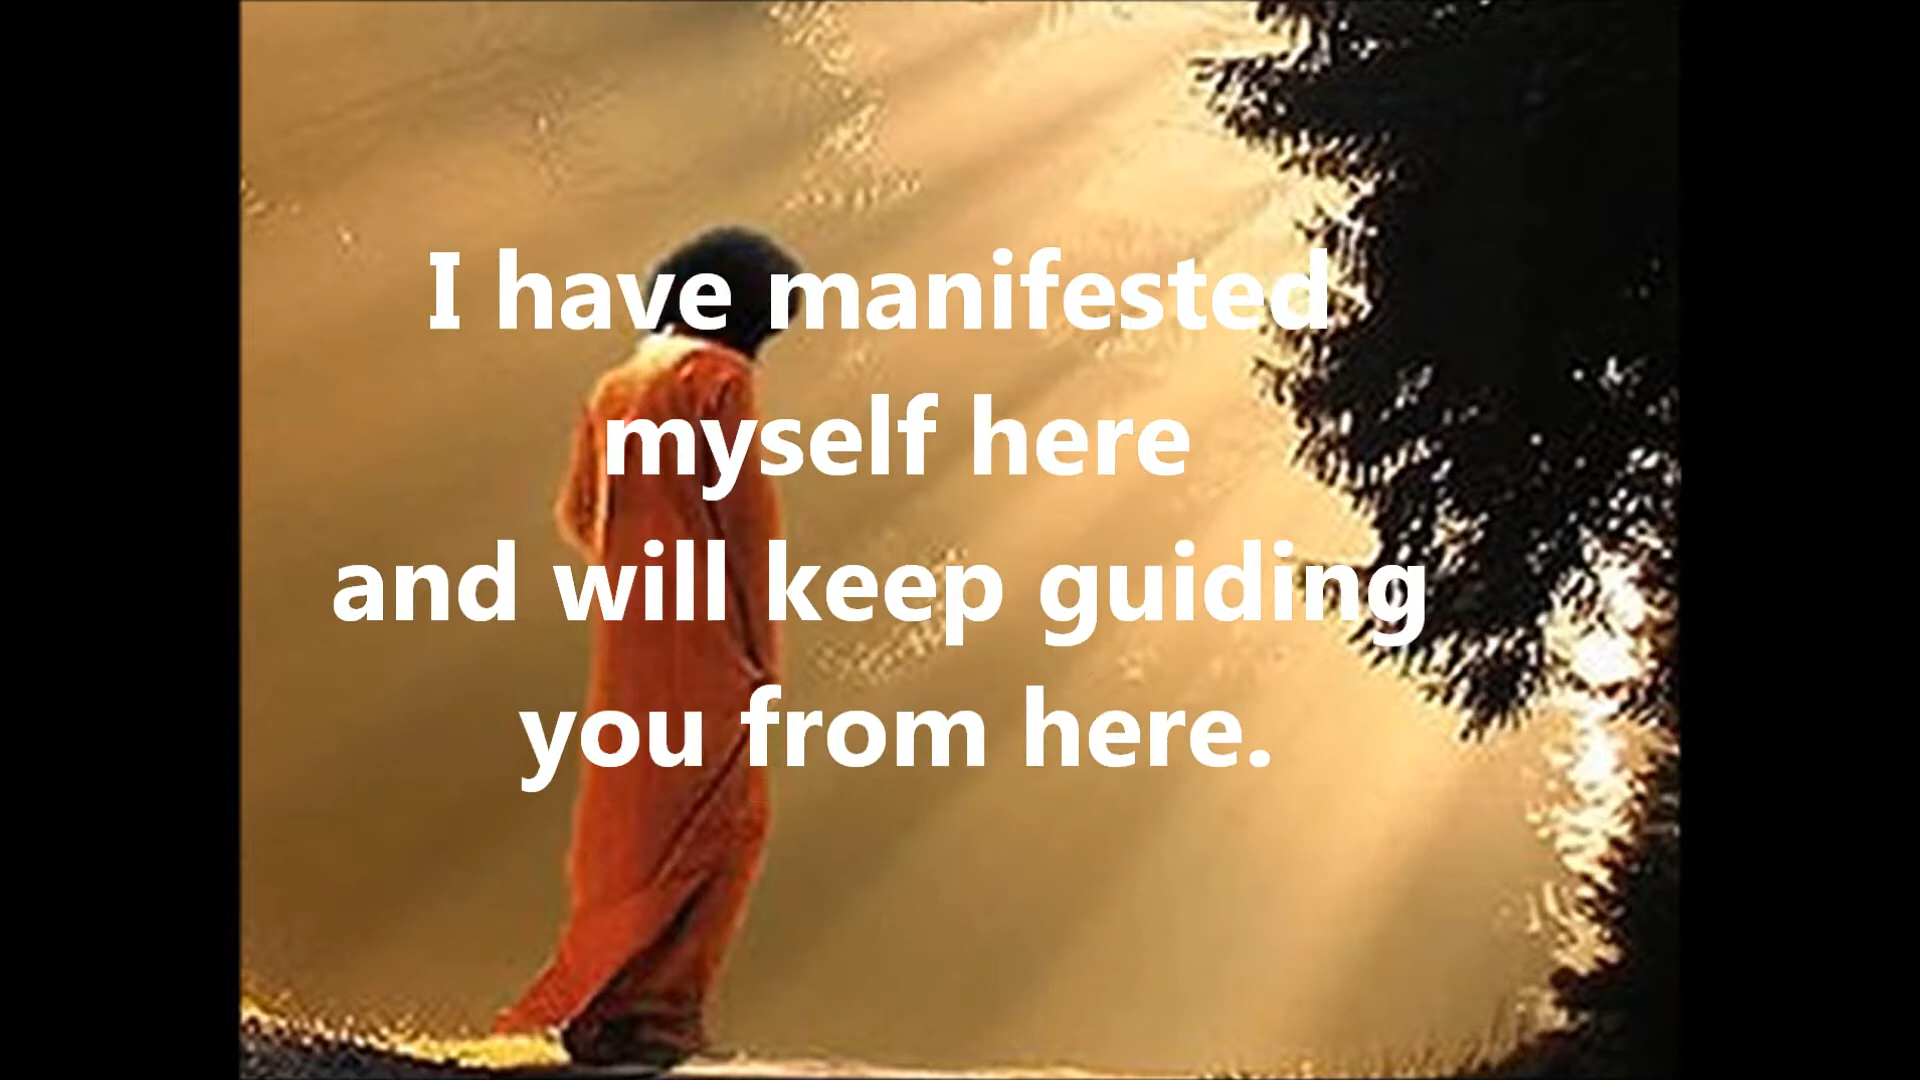 I have manifested
myself here
and will keep guiding
you from here.